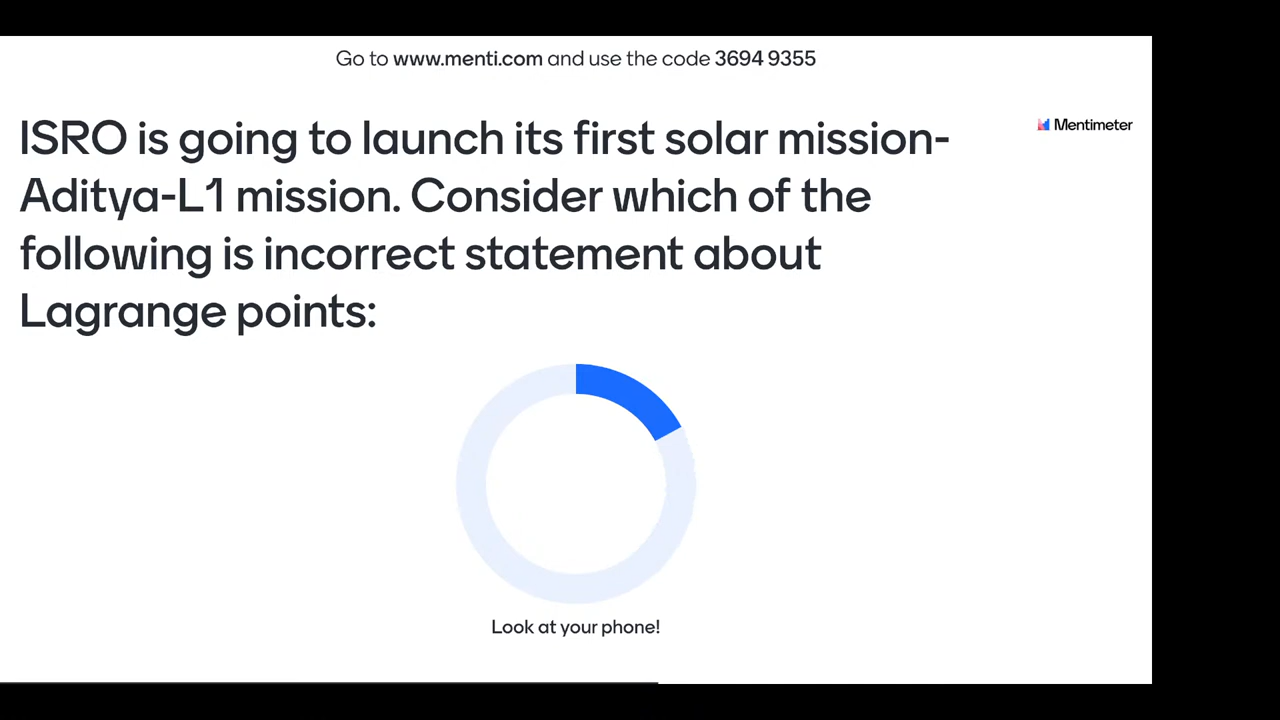 Go to www.menti.com and use the code 3694 9355
ISRO is going to launch its first solar mission-
Mentimeter
Aditya-L1 mission. Consider which of the
following is incorrect statement about
Lagrange points:
Look at your phone!